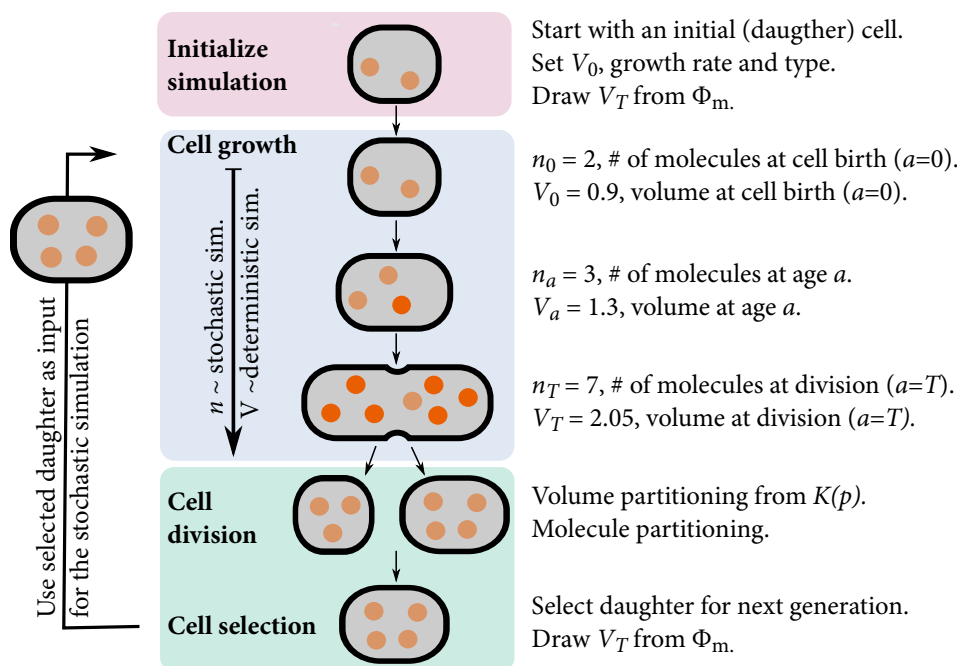 Initialize
simulation
Start with an initial (daugther) cell.
Set V₀, growth rate and type.
Draw V_T from Φₘ.
Cell growth
n ~ stochastic sim.
V ~deterministic sim.
n₀ = 2, # of molecules at cell birth (a=0).
V₀ = 0.9, volume at cell birth (a=0).
nₐ = 3, # of molecules at age a.
Vₐ = 1.3, volume at age a.
n_T = 7, # of molecules at division (a=T).
V_T = 2.05, volume at division (a=T).
Cell
division
Volume partitioning from K(p).
Molecule partitioning.
Cell selection
Select daughter for next generation.
Draw V_T from Φₘ.
Use selected daughter as input
for the stochastic simulation